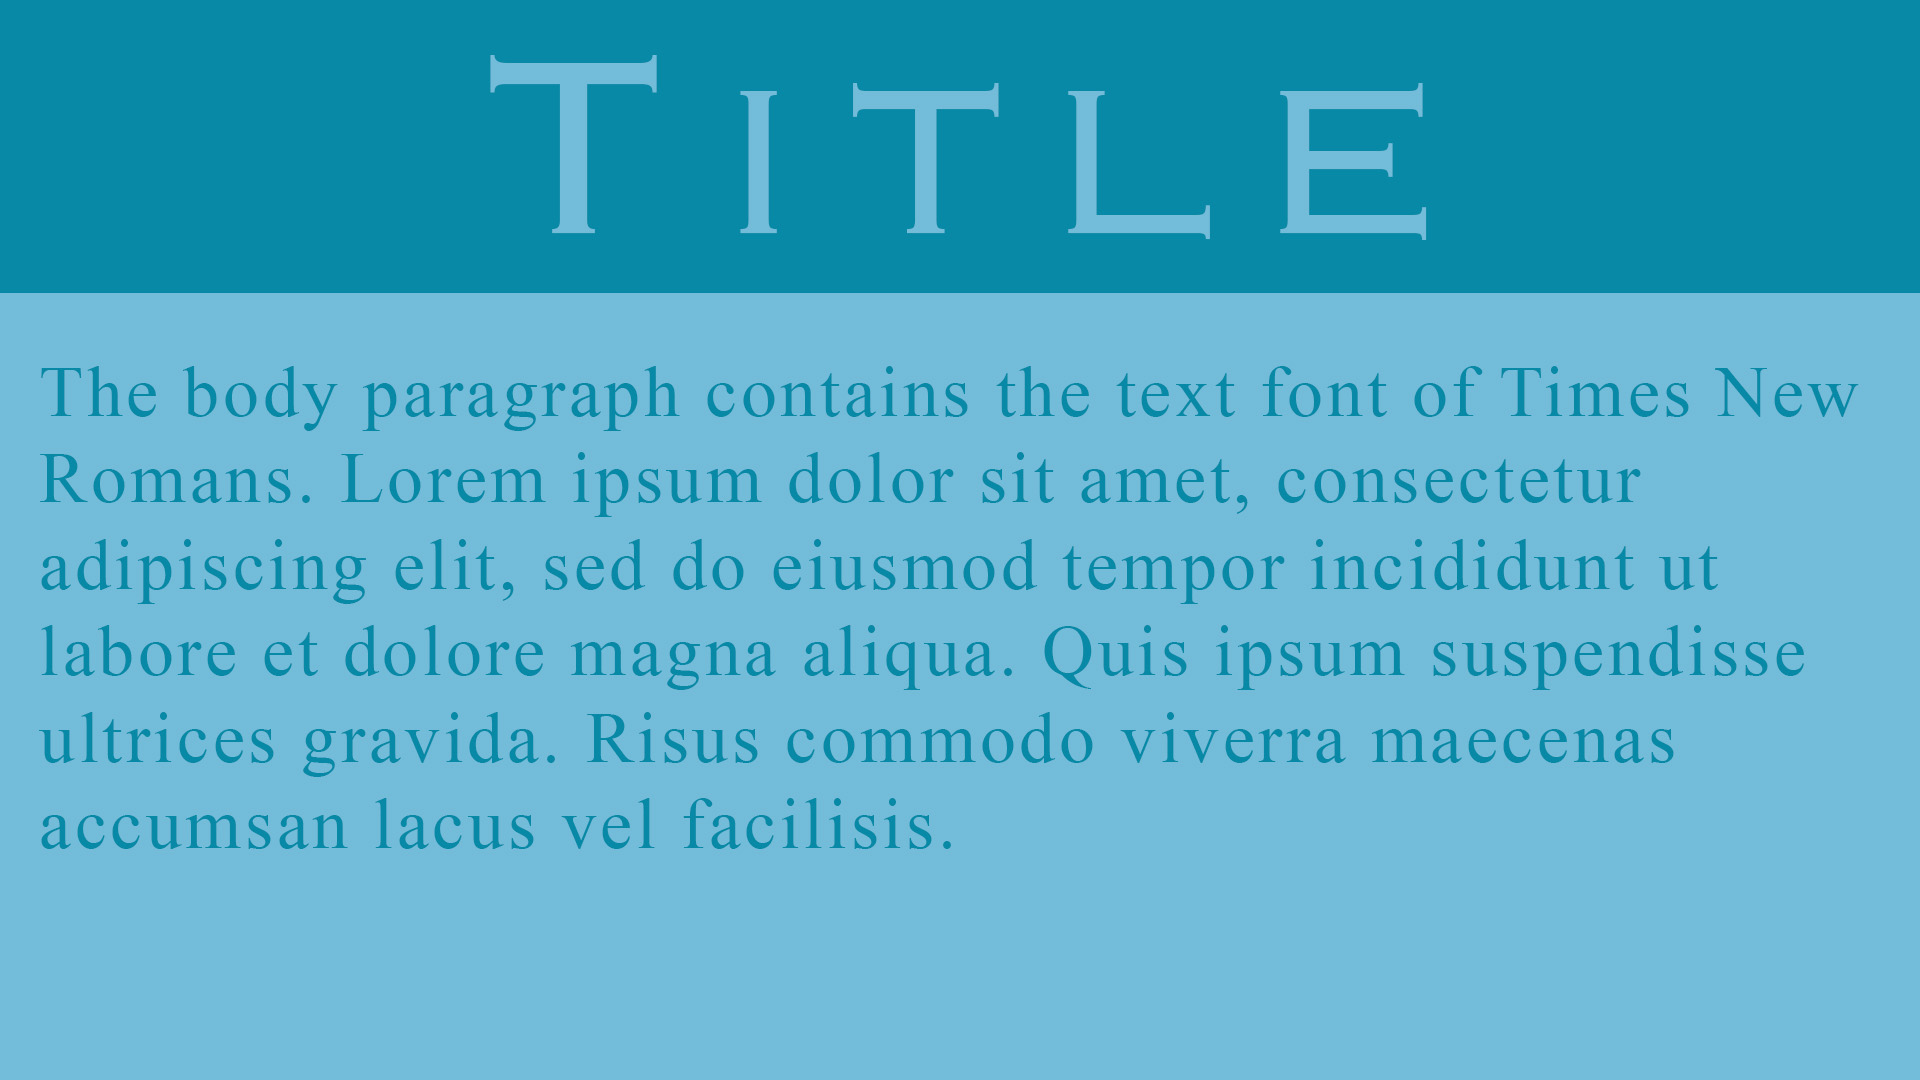 Title
The body paragraph contains the text font of Times New
Romans. Lorem ipsum dolor sit amet, consectetur
adipiscing elit, sed do eiusmod tempor incididunt ut
labore et dolore magna aliqua. Quis ipsum suspendisse
ultrices gravida. Risus commodo viverra maecenas
accumsan lacus vel facilisis.